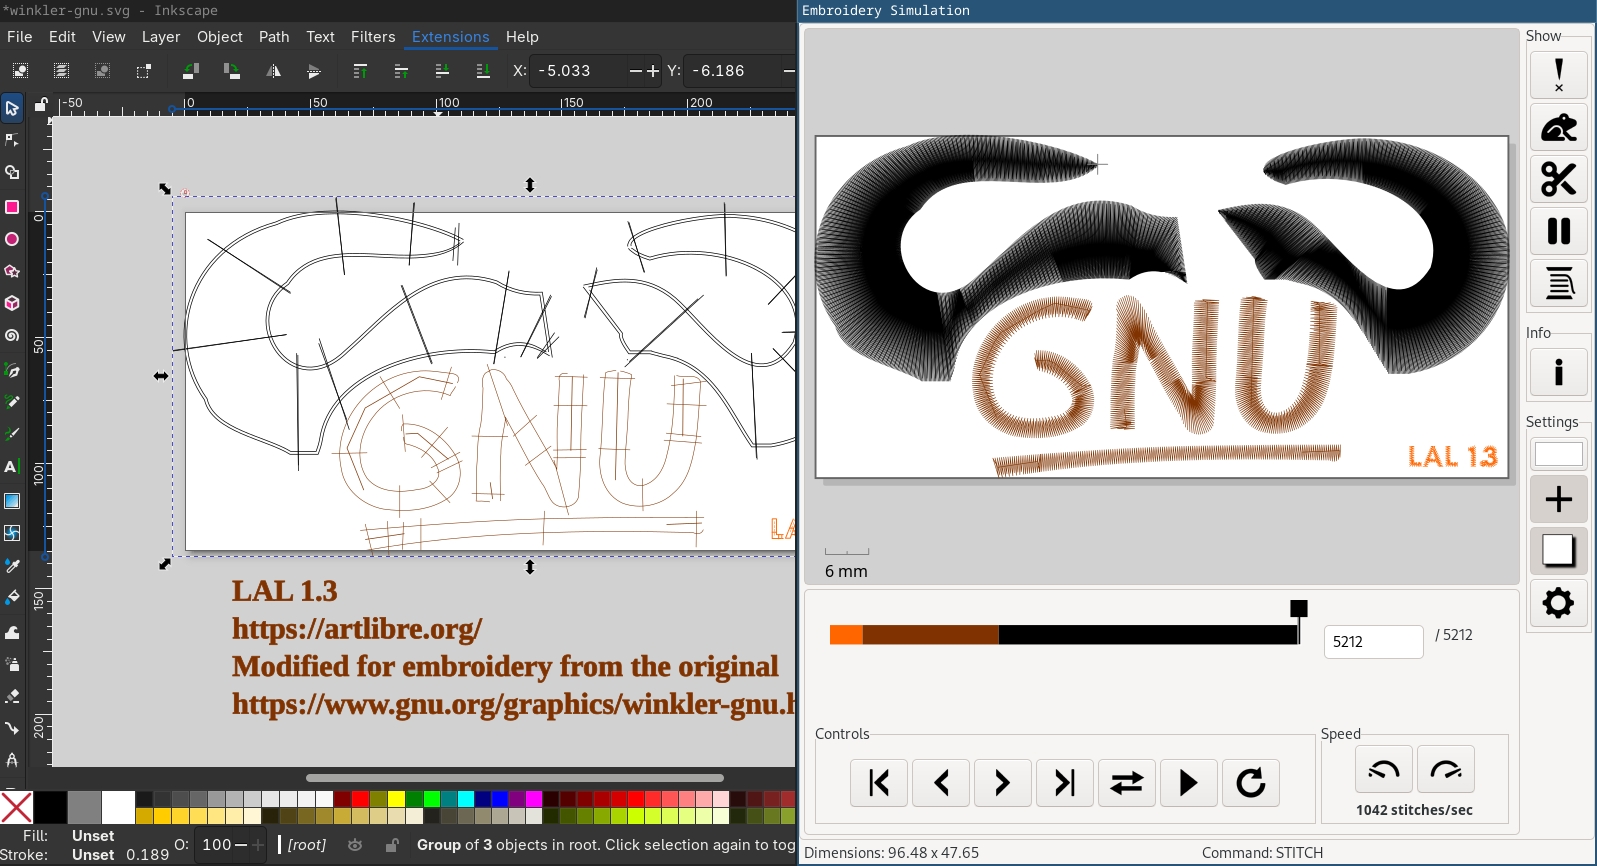 *winkler-gnu.svg - Inkscape
File Edit View Layer Object Path Text Filters Extensions Help
X: -5.033 Y: -6.186
-50 0 50 100 150 200
0
50
100
150
200
LAL 1.3
https://artlibre.org/
Modified for embroidery from the original
https://www.gnu.org/graphics/winkler-gnu.h
Fill: Unset
Stroke: Unset 0.189
O: 100
[root]
Group of 3 objects in root. Click selection again to tog
Embroidery Simulation
GNU
LAL 13
6 mm
5212 / 5212
Controls
Speed
1042 stitches/sec
Dimensions: 96.48 x 47.65
Command: STITCH
Show
Info
Settings